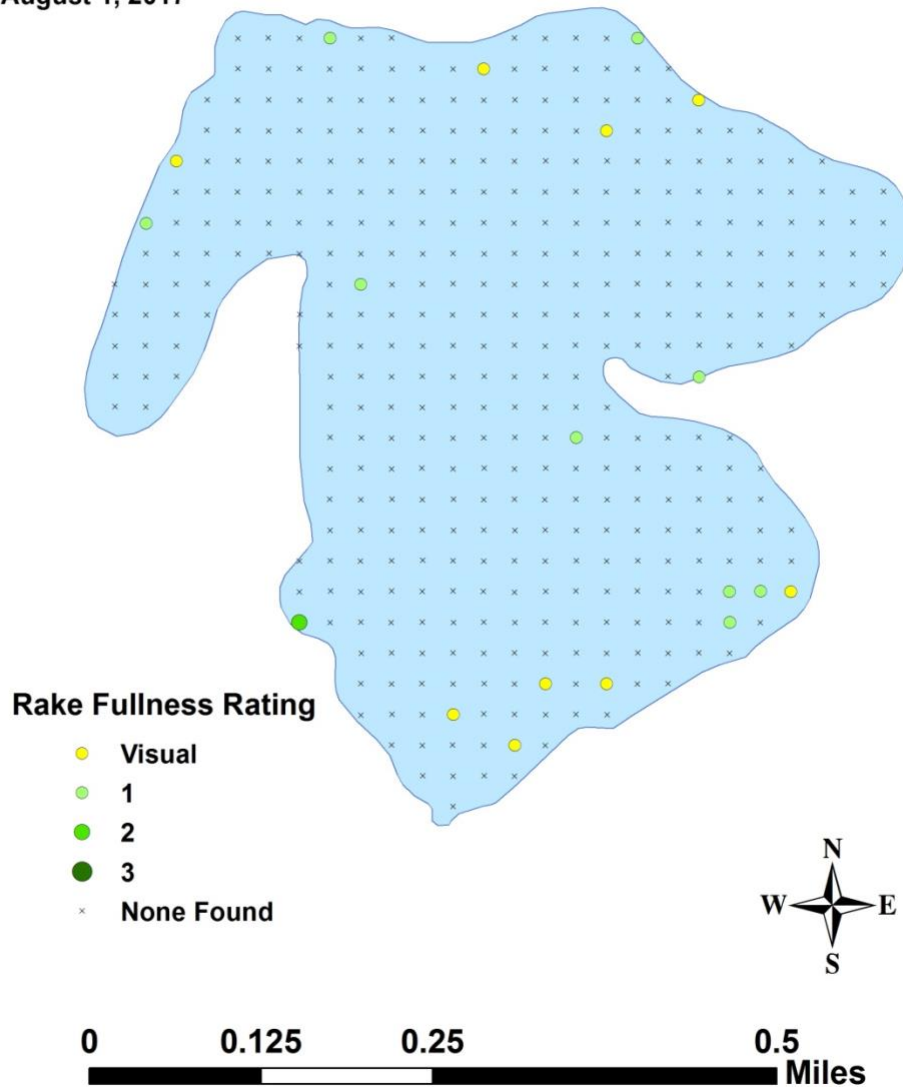 August 1, 2017
Rake Fullness Rating
Visual
1
2
3
None Found
N
W E
S
0 0.125 0.25 0.5
Miles